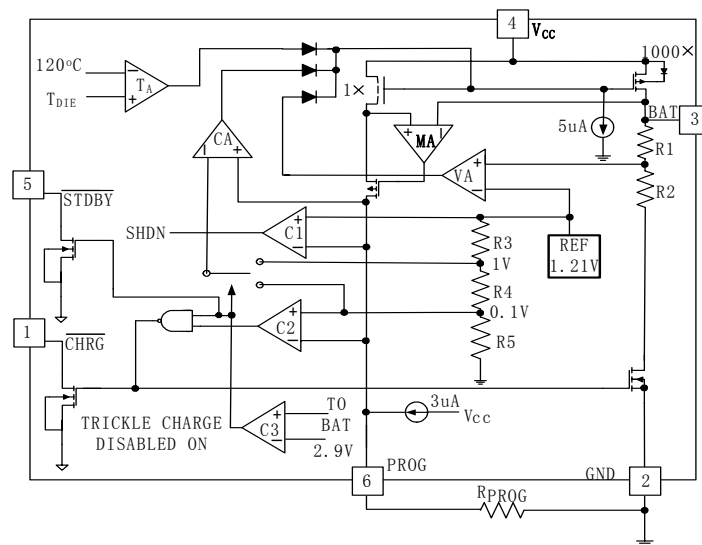 4 VCC
1000×
120°C
− TA +
TDIE
1×
BAT 3
5uA
+ MA −
CA
− +
R1
5
STDBY
+ VA −
R2
SHDN
+ C1 −
R3
REF
1.21V
1V
R4
0.1V
+ C2 −
1
CHRG
R5
TRICKLE CHARGE
DISABLED ON
+ C3 −
TO
BAT
2.9V
3uA
VCC
6 PROG
GND 2
RPROG